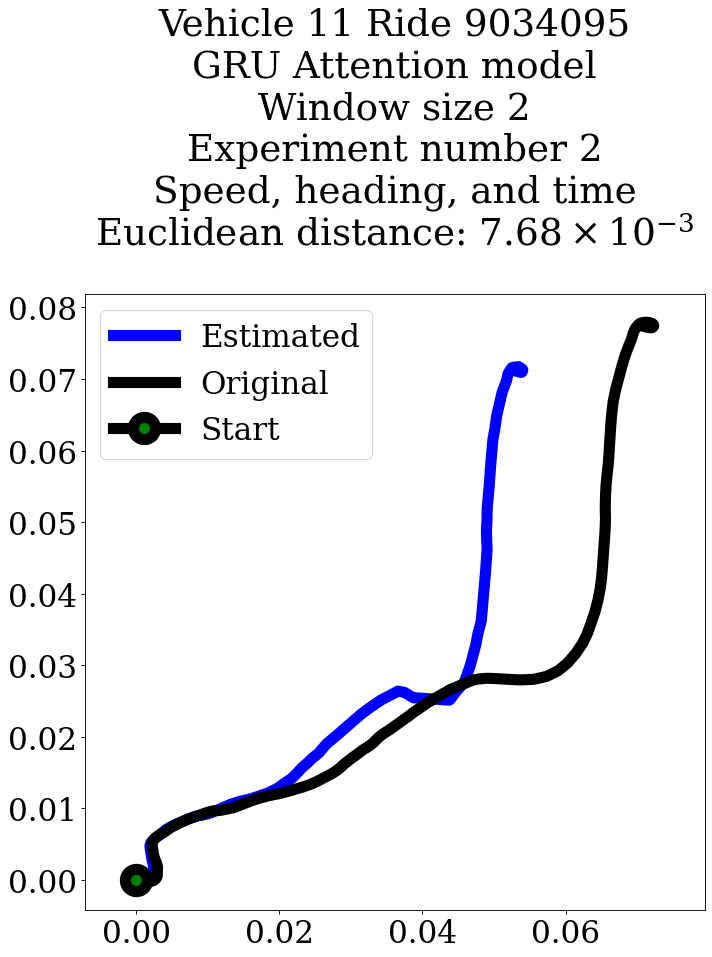 Vehicle 11 Ride 9034095
GRU Attention model
Window size 2
Experiment number 2
Speed, heading, and time
Euclidean distance: 7.68 × 10⁻³
Estimated
Original
Start
0.08
0.07
0.06
0.05
0.04
0.03
0.02
0.01
0.00
0.00 0.02 0.04 0.06